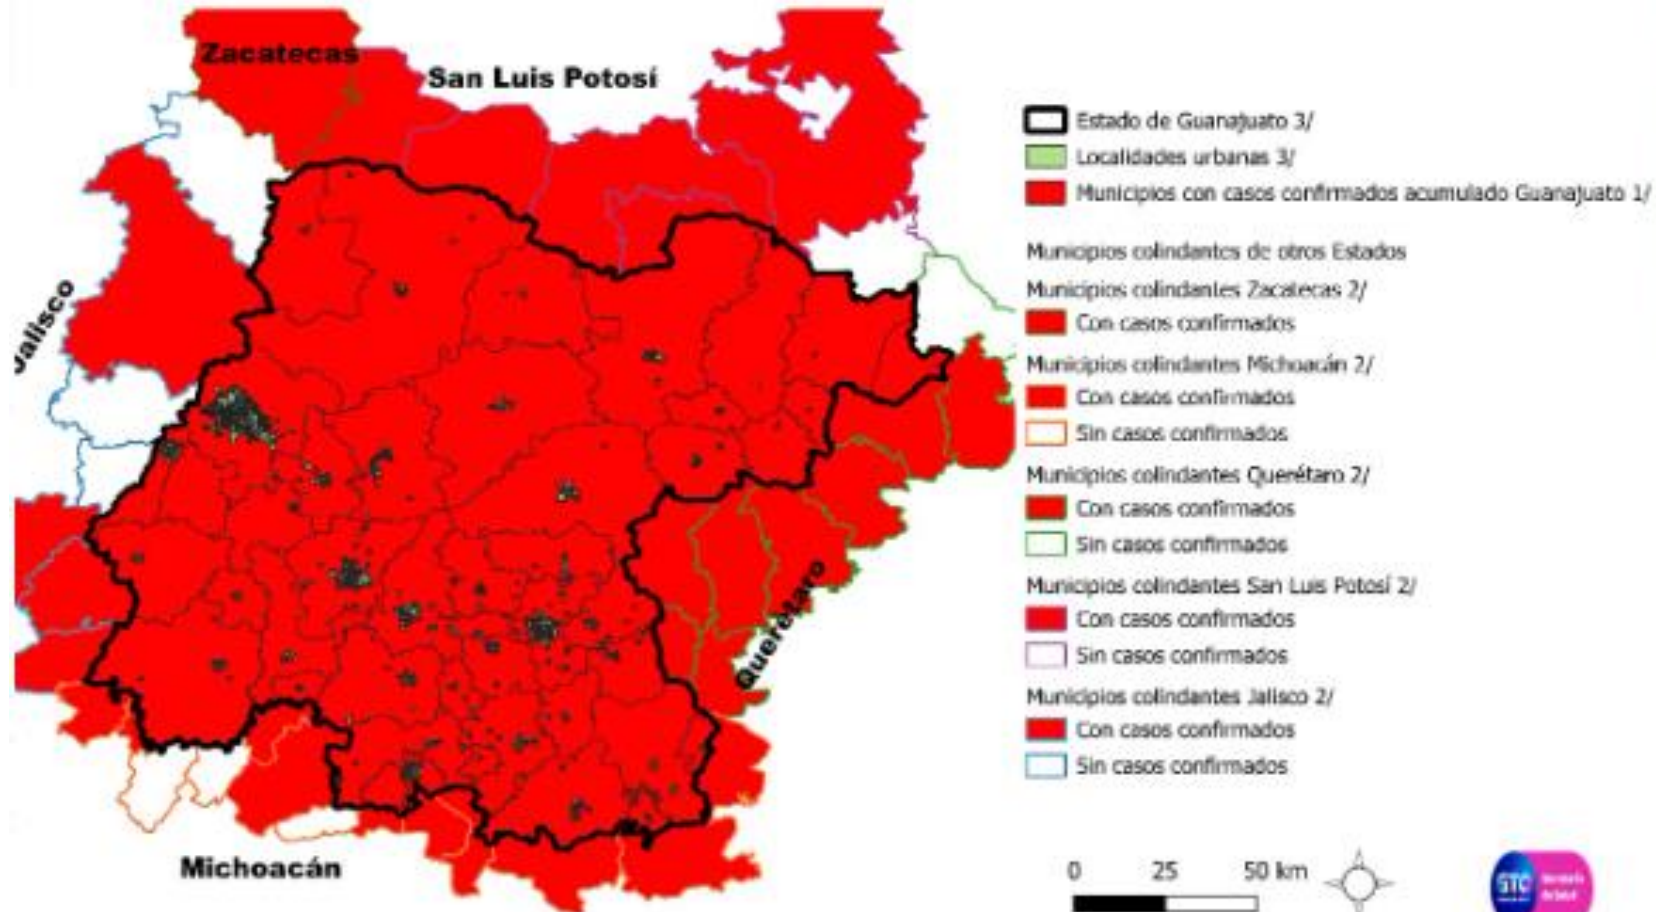 Zacatecas
San Luis Potosí
Jalisco
Querétaro
Michoacán
Estado de Guanajuato 3/
Localidades urbanas 3/
Municipios con casos confirmados acumulado Guanajuato 1/
Municipios colindantes de otros Estados
Municipios colindantes Zacatecas 2/
Con casos confirmados
Municipios colindantes Michoacán 2/
Con casos confirmados
Sin casos confirmados
Municipios colindantes Querétaro 2/
Con casos confirmados
Sin casos confirmados
Municipios colindantes San Luis Potosí 2/
Con casos confirmados
Sin casos confirmados
Municipios colindantes Jalisco 2/
Con casos confirmados
Sin casos confirmados
0 25 50 km